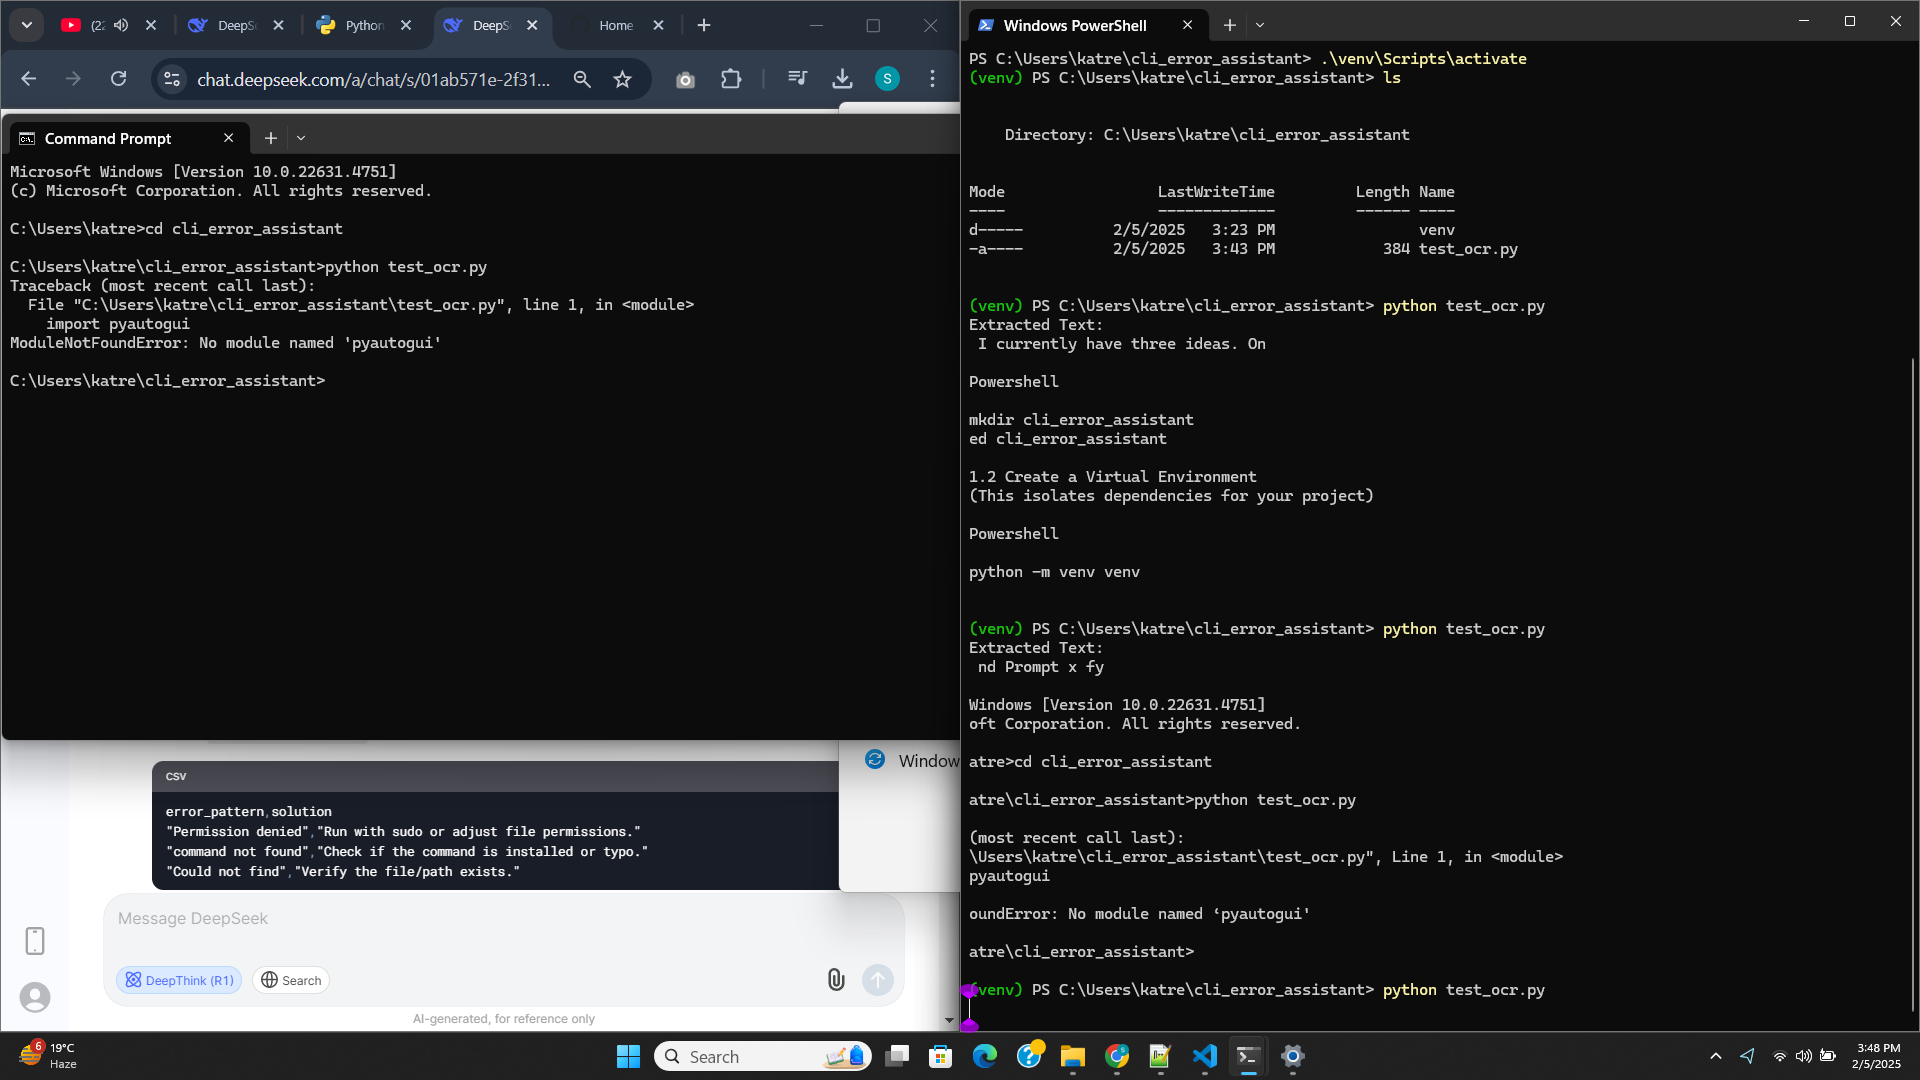 (22
DeepS
Python
DeepS
Home
chat.deepseek.com/a/chat/s/01ab571e-2f31...
S
Command Prompt
Microsoft Windows [Version 10.0.22631.4751]
(c) Microsoft Corporation. All rights reserved.
C:\Users\katre>cd cli_error_assistant
C:\Users\katre\cli_error_assistant>python test_ocr.py
Traceback (most recent call last):
File "C:\Users\katre\cli_error_assistant\test_ocr.py", line 1, in <module>
import pyautogui
ModuleNotFoundError: No module named 'pyautogui'
C:\Users\katre\cli_error_assistant>
Window
csv
error_pattern,solution
"Permission denied","Run with sudo or adjust file permissions."
"command not found","Check if the command is installed or typo."
"Could not find","Verify the file/path exists."
Message DeepSeek
DeepThink (R1)
Search
AI-generated, for reference only
Windows PowerShell
PS C:\Users\katre\cli_error_assistant> .\venv\Scripts\activate
(venv) PS C:\Users\katre\cli_error_assistant> ls
Directory: C:\Users\katre\cli_error_assistant
Mode LastWriteTime Length Name
---- ------------- ------ ----
d----- 2/5/2025 3:23 PM venv
-a---- 2/5/2025 3:43 PM 384 test_ocr.py
(venv) PS C:\Users\katre\cli_error_assistant> python test_ocr.py
Extracted Text:
I currently have three ideas. On
Powershell
mkdir cli_error_assistant
ed cli_error_assistant
1.2 Create a Virtual Environment
(This isolates dependencies for your project)
Powershell
python -m venv venv
(venv) PS C:\Users\katre\cli_error_assistant> python test_ocr.py
Extracted Text:
nd Prompt x fy
Windows [Version 10.0.22631.4751]
oft Corporation. All rights reserved.
atre>cd cli_error_assistant
atre\cli_error_assistant>python test_ocr.py
(most recent call last):
\Users\katre\cli_error_assistant\test_ocr.py", Line 1, in <module>
pyautogui
oundError: No module named ‘pyautogui'
atre\cli_error_assistant>
(venv) PS C:\Users\katre\cli_error_assistant> python test_ocr.py
6
19°C
Haze
Search
3:48 PM
2/5/2025